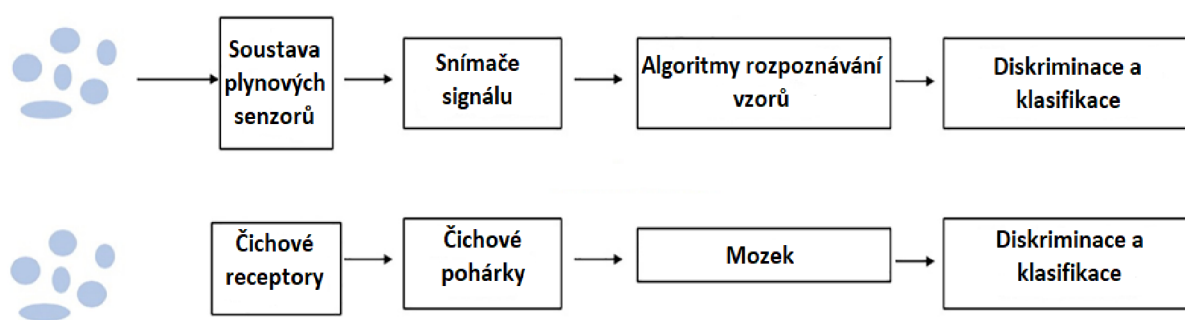 Soustava
plynových
senzorů
Snímače
signálu
Algoritmy rozpoznávání
vzorů
Diskriminace a
klasifikace
Čichové
receptory
Čichové
pohárky
Mozek
Diskriminace a
klasifikace